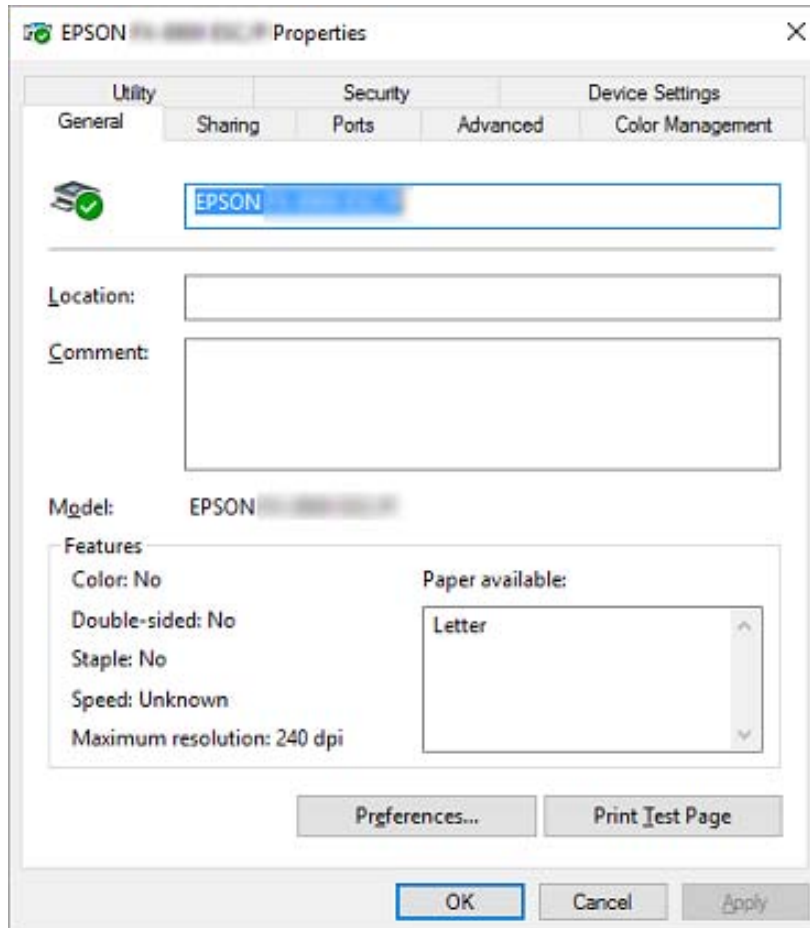 EPSON Properties
Utility Security Device Settings
General Sharing Ports Advanced Color Management
EPSON
Location:
Comment:
Model: EPSON
Features
Color: No
Double-sided: No
Staple: No
Speed: Unknown
Maximum resolution: 240 dpi
Paper available:
Letter
Preferences... Print Test Page
OK Cancel Apply